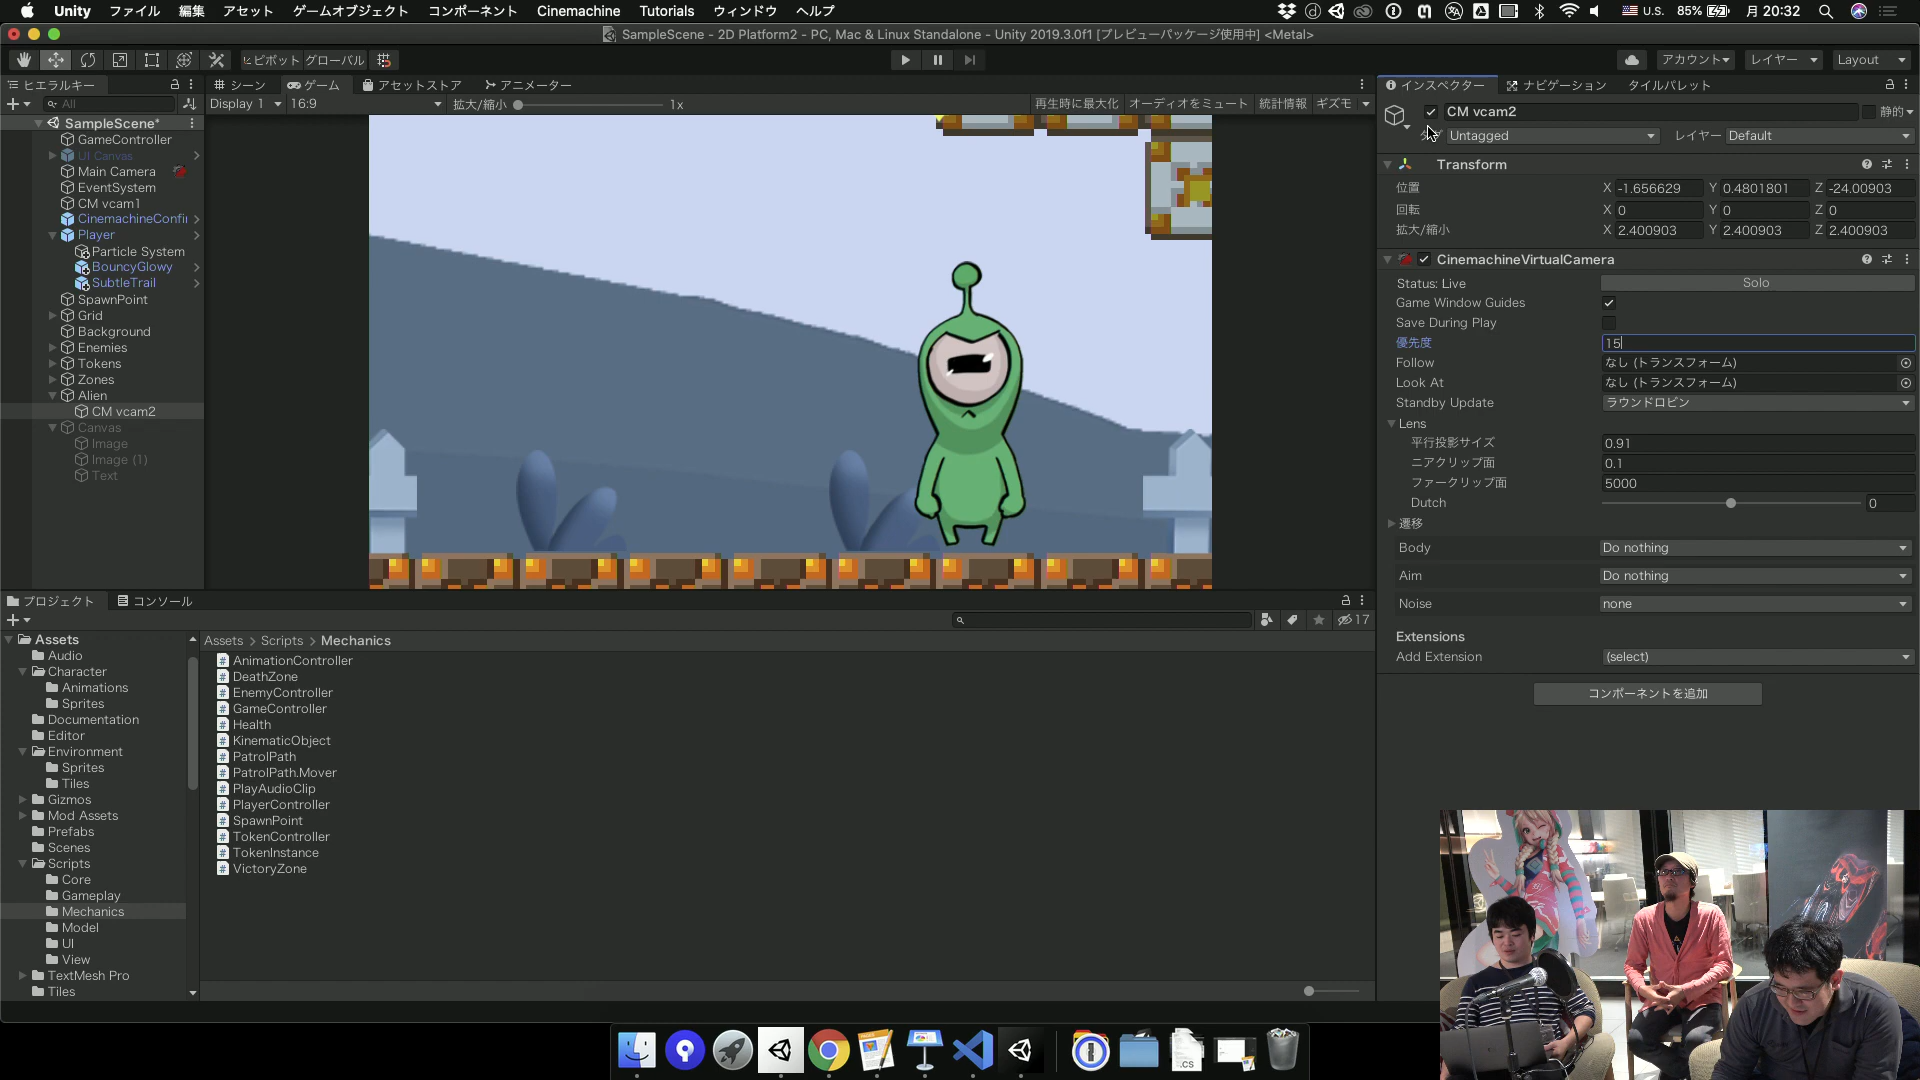 Unity ファイル 編集 アセット ゲームオブジェクト コンポーネント Cinemachine Tutorials ウィンドウ ヘルプ U.S. 85% 月 20:32
SampleScene - 2D Platform2 - PC, Mac & Linux Standalone - Unity 2019.3.0f1 [プレビューパッケージ使用中] <Metal>
ピボット グローバル アカウント レイヤー Layout
ヒエラルキー シーン ゲーム アセットストア アニメーター インスペクター ナビゲーション タイルパレット
All Display 1 16:9 拡大/縮小 1x 再生時に最大化 オーディオをミュート 統計情報 ギズモ
SampleScene*
GameController
UI Canvas
Main Camera
EventSystem
CM vcam1
CinemachineConfi
Player
Particle System
BouncyGlowy
SubtleTrail
SpawnPoint
Grid
Background
Enemies
Tokens
Zones
Alien
CM vcam2
Canvas
Image
Image (1)
Text
CM vcam2 静的
Untagged レイヤー Default
Transform
位置 X -1.656629 Y 0.4801801 Z -24.00903
回転 X 0 Y 0 Z 0
拡大/縮小 X 2.400903 Y 2.400903 Z 2.400903
CinemachineVirtualCamera
Status: Live Solo
Game Window Guides
Save During Play
優先度 15
Follow なし (トランスフォーム)
Look At なし (トランスフォーム)
Standby Update ラウンドロビン
Lens
平行投影サイズ 0.91
ニアクリップ面 0.1
ファークリップ面 5000
Dutch 0
遷移
Body Do nothing
Aim Do nothing
Noise none
Extensions
Add Extension (select)
コンポーネントを追加
プロジェクト コンソール
17
Assets
Audio
Character
Animations
Sprites
Documentation
Editor
Environment
Sprites
Tiles
Gizmos
Mod Assets
Prefabs
Scenes
Scripts
Core
Gameplay
Mechanics
Model
UI
View
TextMesh Pro
Tiles
Assets > Scripts > Mechanics
AnimationController
DeathZone
EnemyController
GameController
Health
KinematicObject
PatrolPath
PatrolPath.Mover
PlayAudioClip
PlayerController
SpawnPoint
TokenController
TokenInstance
VictoryZone
.cs